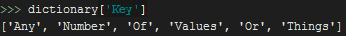 >>> dictionary['Key']
['Any', 'Number', 'Of', 'Values', 'Or', 'Things']